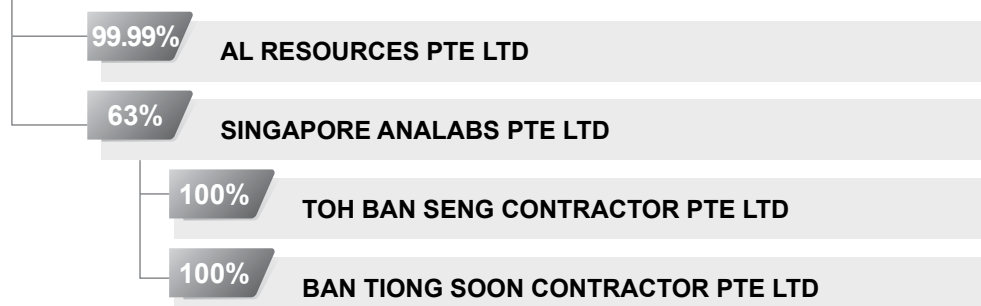 99.99%
AL RESOURCES PTE LTD
63%
SINGAPORE ANALABS PTE LTD
100%
TOH BAN SENG CONTRACTOR PTE LTD
100%
BAN TIONG SOON CONTRACTOR PTE LTD